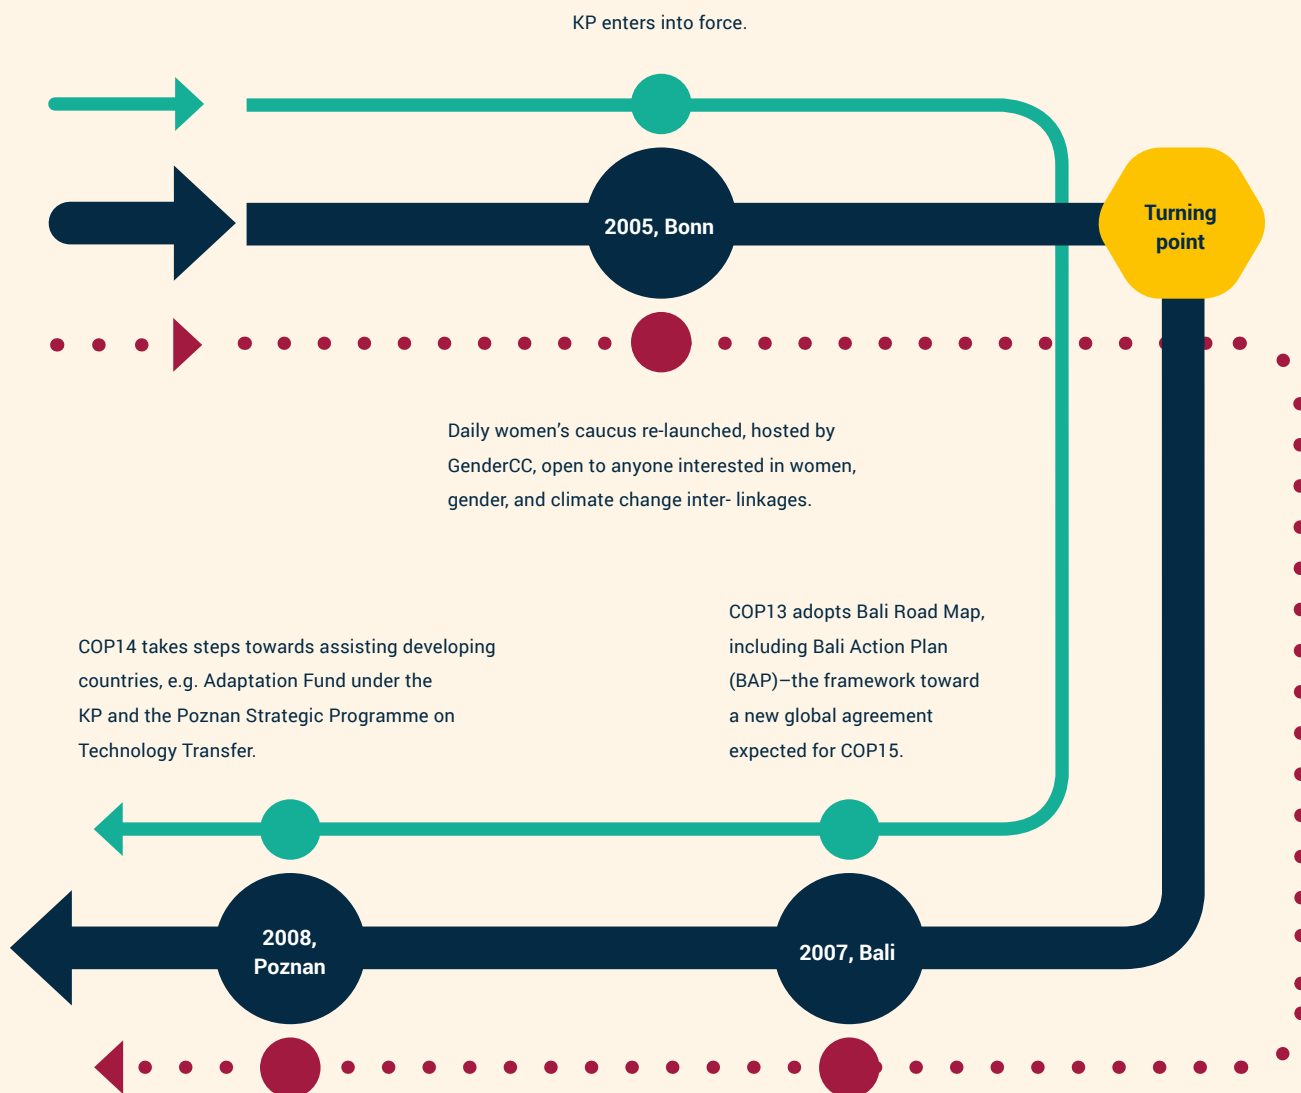 KP enters into force.
2005, Bonn
Turning
point
Daily women’s caucus re-launched, hosted by
GenderCC, open to anyone interested in women,
gender, and climate change inter- linkages.
COP13 adopts Bali Road Map,
including Bali Action Plan
(BAP)–the framework toward
a new global agreement
expected for COP15.
COP14 takes steps towards assisting developing
countries, e.g. Adaptation Fund under the
KP and the Poznan Strategic Programme on
Technology Transfer.
2007, Bali
2008,
Poznan